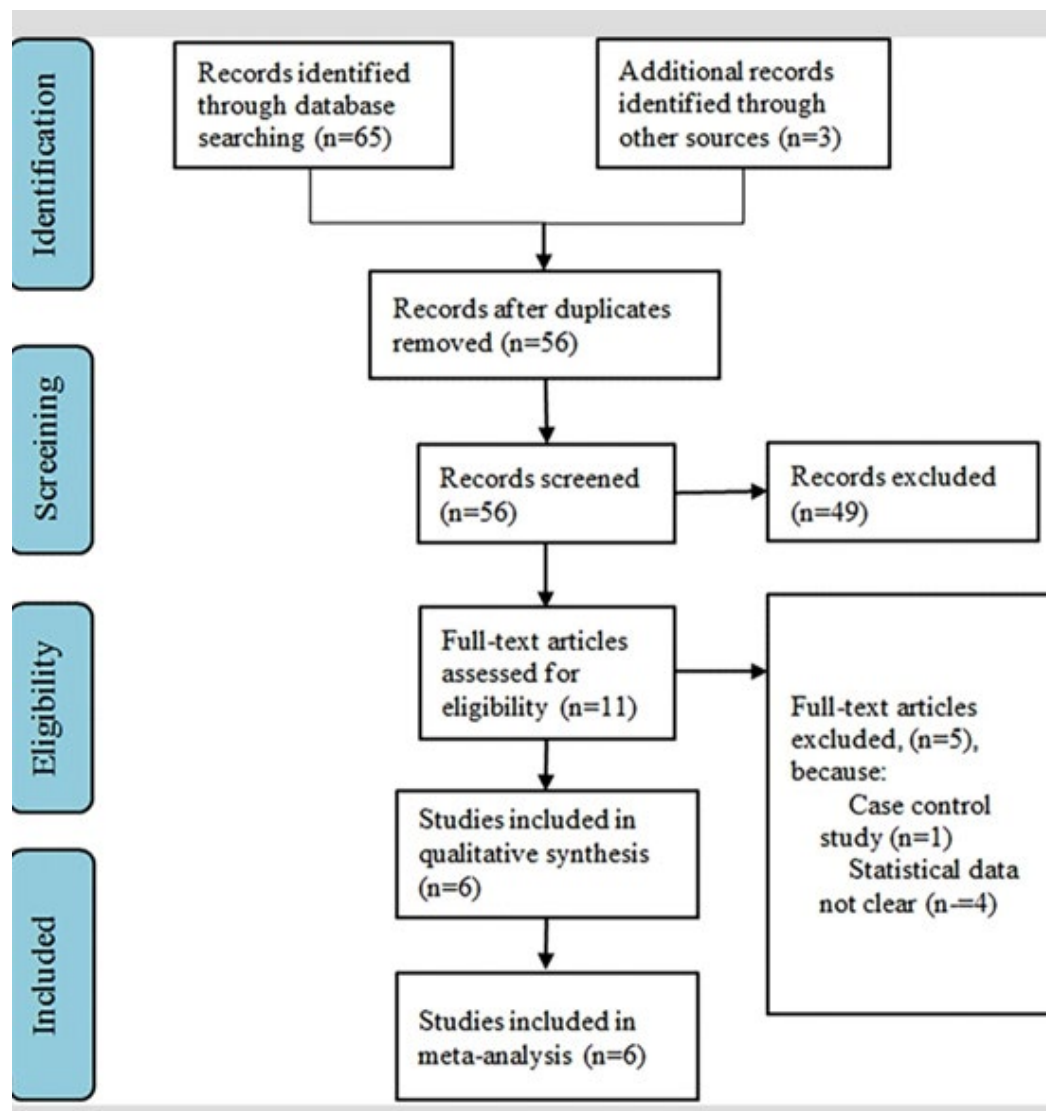 Identification
Records identified
through database
searching (n=65)
Additional records
identified through
other sources (n=3)
Records after duplicates
removed (n=56)
Screening
Records screened
(n=56)
Records excluded
(n=49)
Eligibility
Full-text articles
assessed for
eligibility (n=11)
Full-text articles
excluded, (n=5),
because:
Case control
study (n=1)
Statistical data
not clear (n-=4)
Studies included in
qualitative synthesis
(n=6)
Included
Studies included in
meta-analysis (n=6)